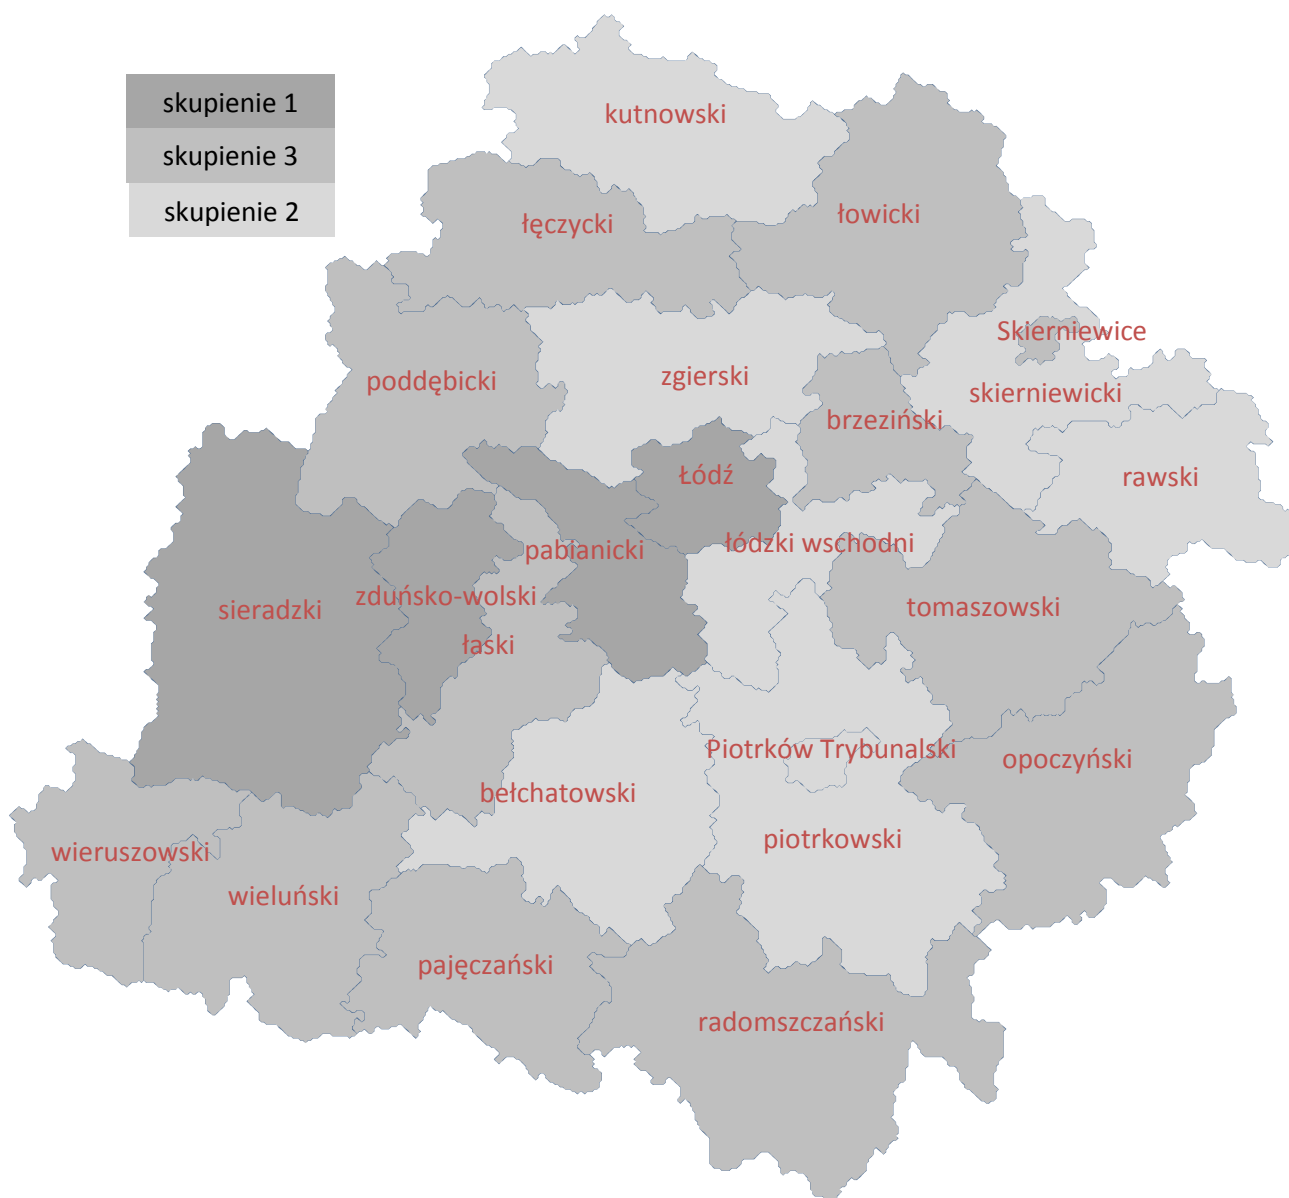 skupienie 1
skupienie 3
skupienie 2
kutnowski
łęczycki
łowicki
Skierniewice
poddębicki
zgierski
skierniewicki
brzeziński
Łódź
rawski
łódzki wschodni
pabianicki
zduńsko-wolski
sieradzki
tomaszowski
łaski
Piotrków Trybunalski
opoczyński
bełchatowski
piotrkowski
wieruszowski
wieluński
pajęczański
radomszczański